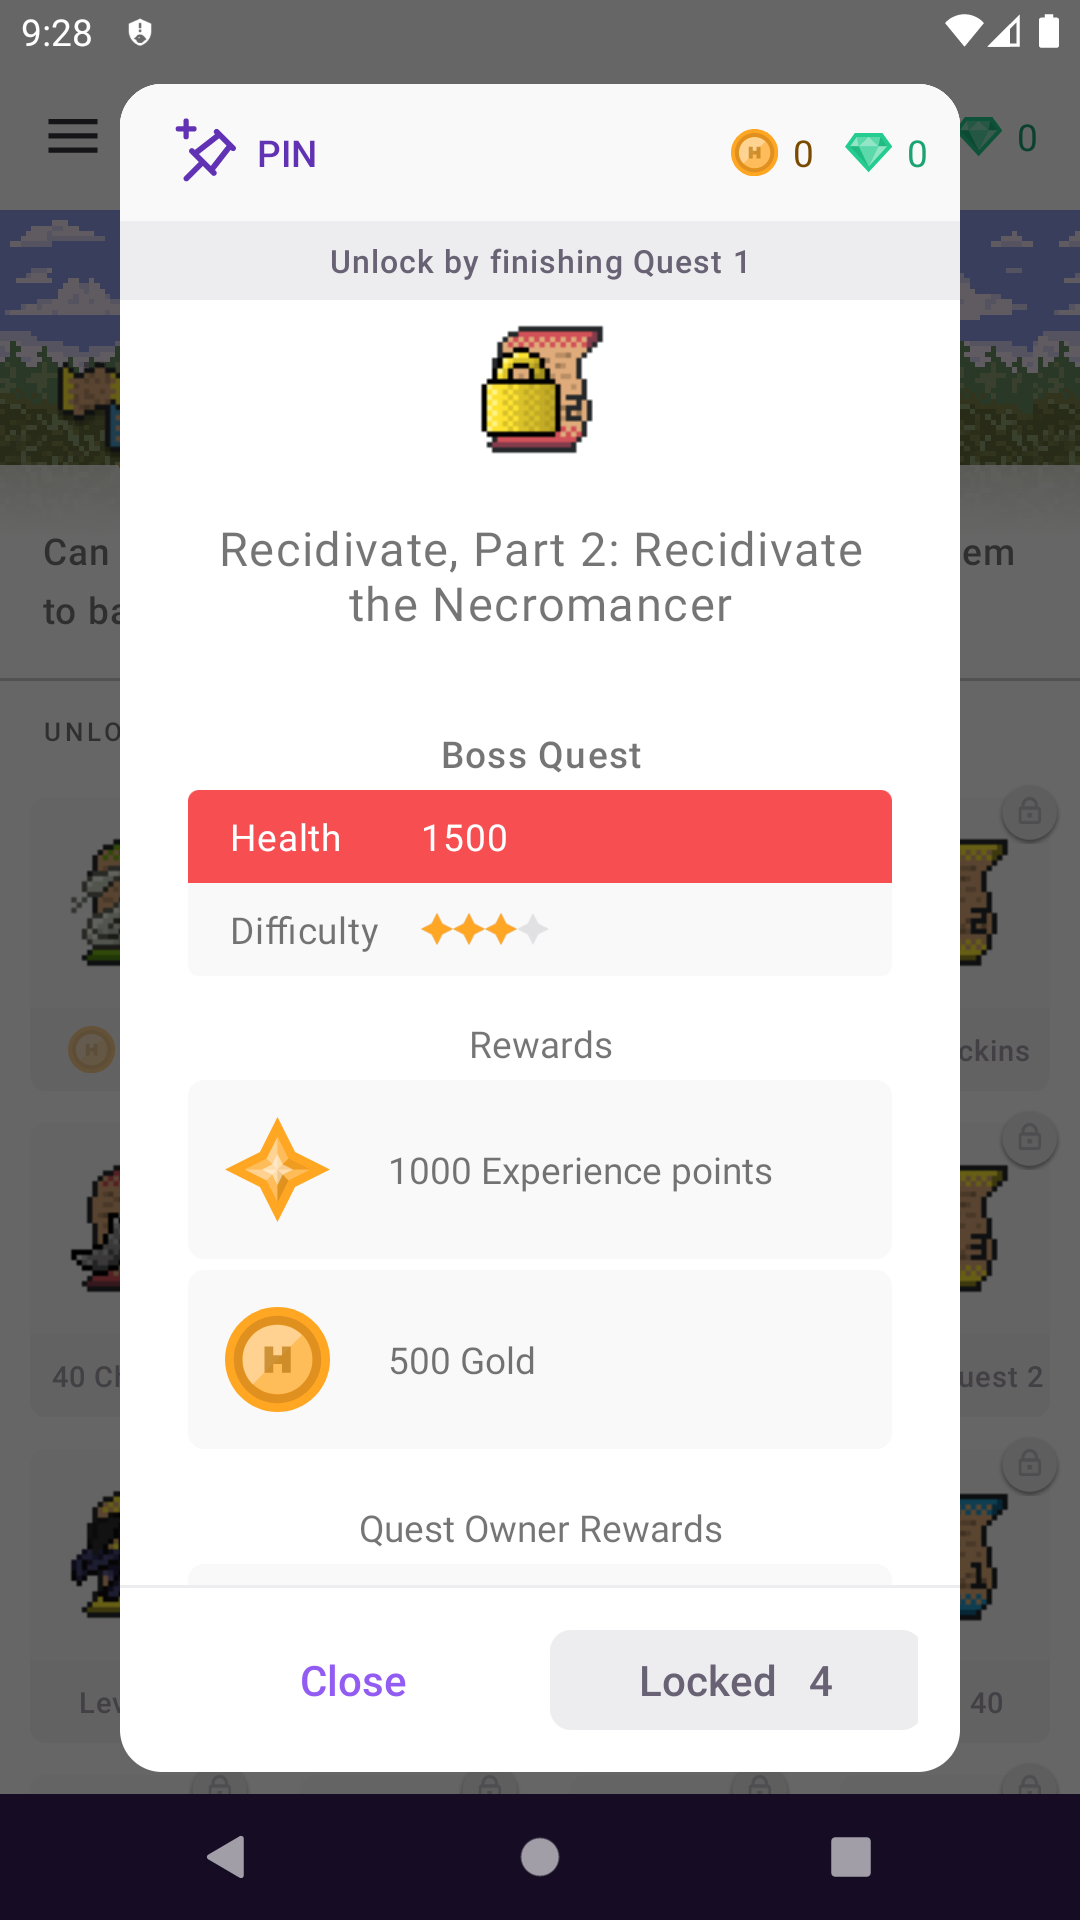 9:28
PIN
0
0
0
Unlock by finishing Quest 1
2
Recidivate, Part 2: Recidivate
the Necromancer
Can
em
to ba
UNLO
Boss Quest
Health 1500
Difficulty
Rewards
ckins
1000 Experience points
500 Gold
40 Ch
uest 2
Quest Owner Rewards
Close
Locked 4
Lev
40